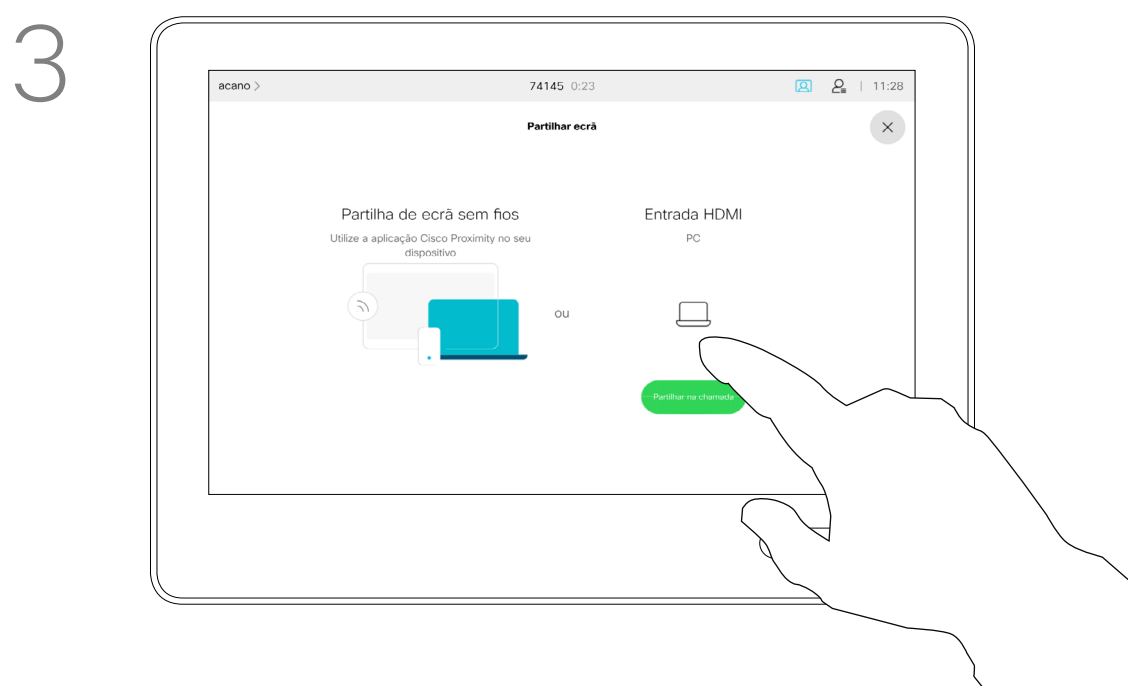 3
acano >
74145 0:23
11:28
Partilhar ecrã
Partilha de ecrã sem fios
Utilize a aplicação Cisco Proximity no seu
dispositivo
ou
Entrada HDMI
PC
Partilhar na chamada